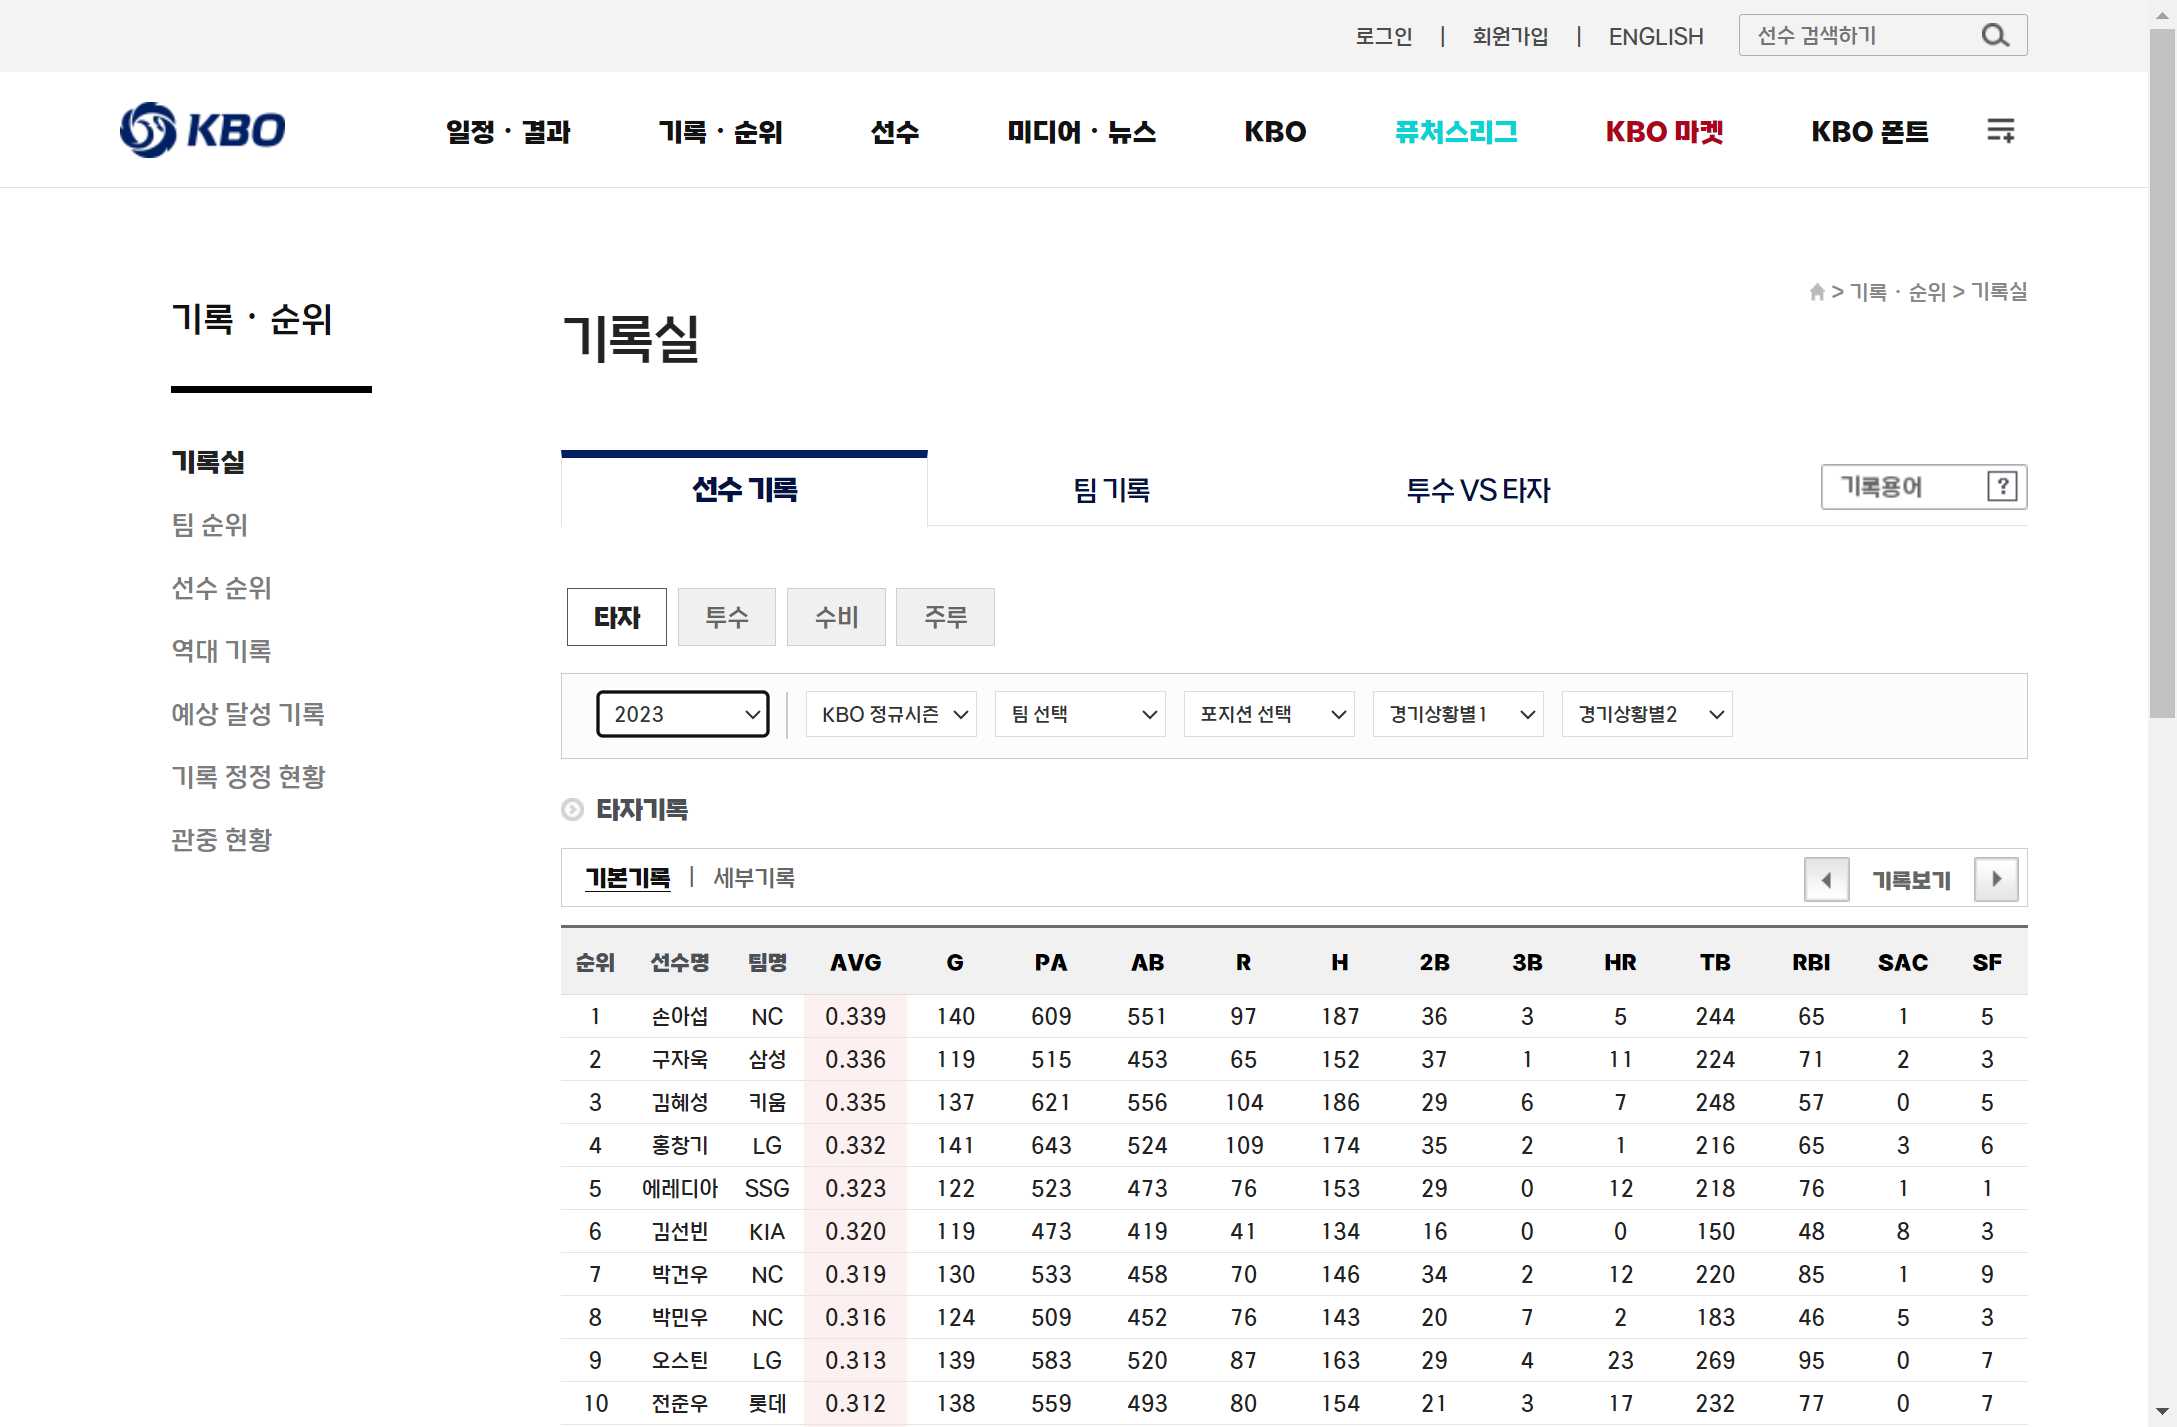 로그인 | 회원가입 | ENGLISH 선수 검색하기
KBO 일정 · 결과 기록 · 순위 선수 미디어 · 뉴스 KBO 퓨처스리그 KBO 마켓 KBO 폰트
> 기록 · 순위 > 기록실
기록 · 순위
기록실
팀 순위
선수 순위
역대 기록
예상 달성 기록
기록 정정 현황
관중 현황
기록실
선수 기록 팀 기록 투수 VS 타자 기록용어 ?
타자 투수 수비 주루
2023 KBO 정규시즌 팀 선택 포지션 선택 경기상황별1 경기상황별2
타자기록
기본기록 | 세부기록 기록보기
순위 선수명 팀명 AVG G PA AB R H 2B 3B HR TB RBI SAC SF
1 손아섭 NC 0.339 140 609 551 97 187 36 3 5 244 65 1 5
2 구자욱 삼성 0.336 119 515 453 65 152 37 1 11 224 71 2 3
3 김혜성 키움 0.335 137 621 556 104 186 29 6 7 248 57 0 5
4 홍창기 LG 0.332 141 643 524 109 174 35 2 1 216 65 3 6
5 에레디아 SSG 0.323 122 523 473 76 153 29 0 12 218 76 1 1
6 김선빈 KIA 0.320 119 473 419 41 134 16 0 0 150 48 8 3
7 박건우 NC 0.319 130 533 458 70 146 34 2 12 220 85 1 9
8 박민우 NC 0.316 124 509 452 76 143 20 7 2 183 46 5 3
9 오스틴 LG 0.313 139 583 520 87 163 29 4 23 269 95 0 7
10 전준우 롯데 0.312 138 559 493 80 154 21 3 17 232 77 0 7